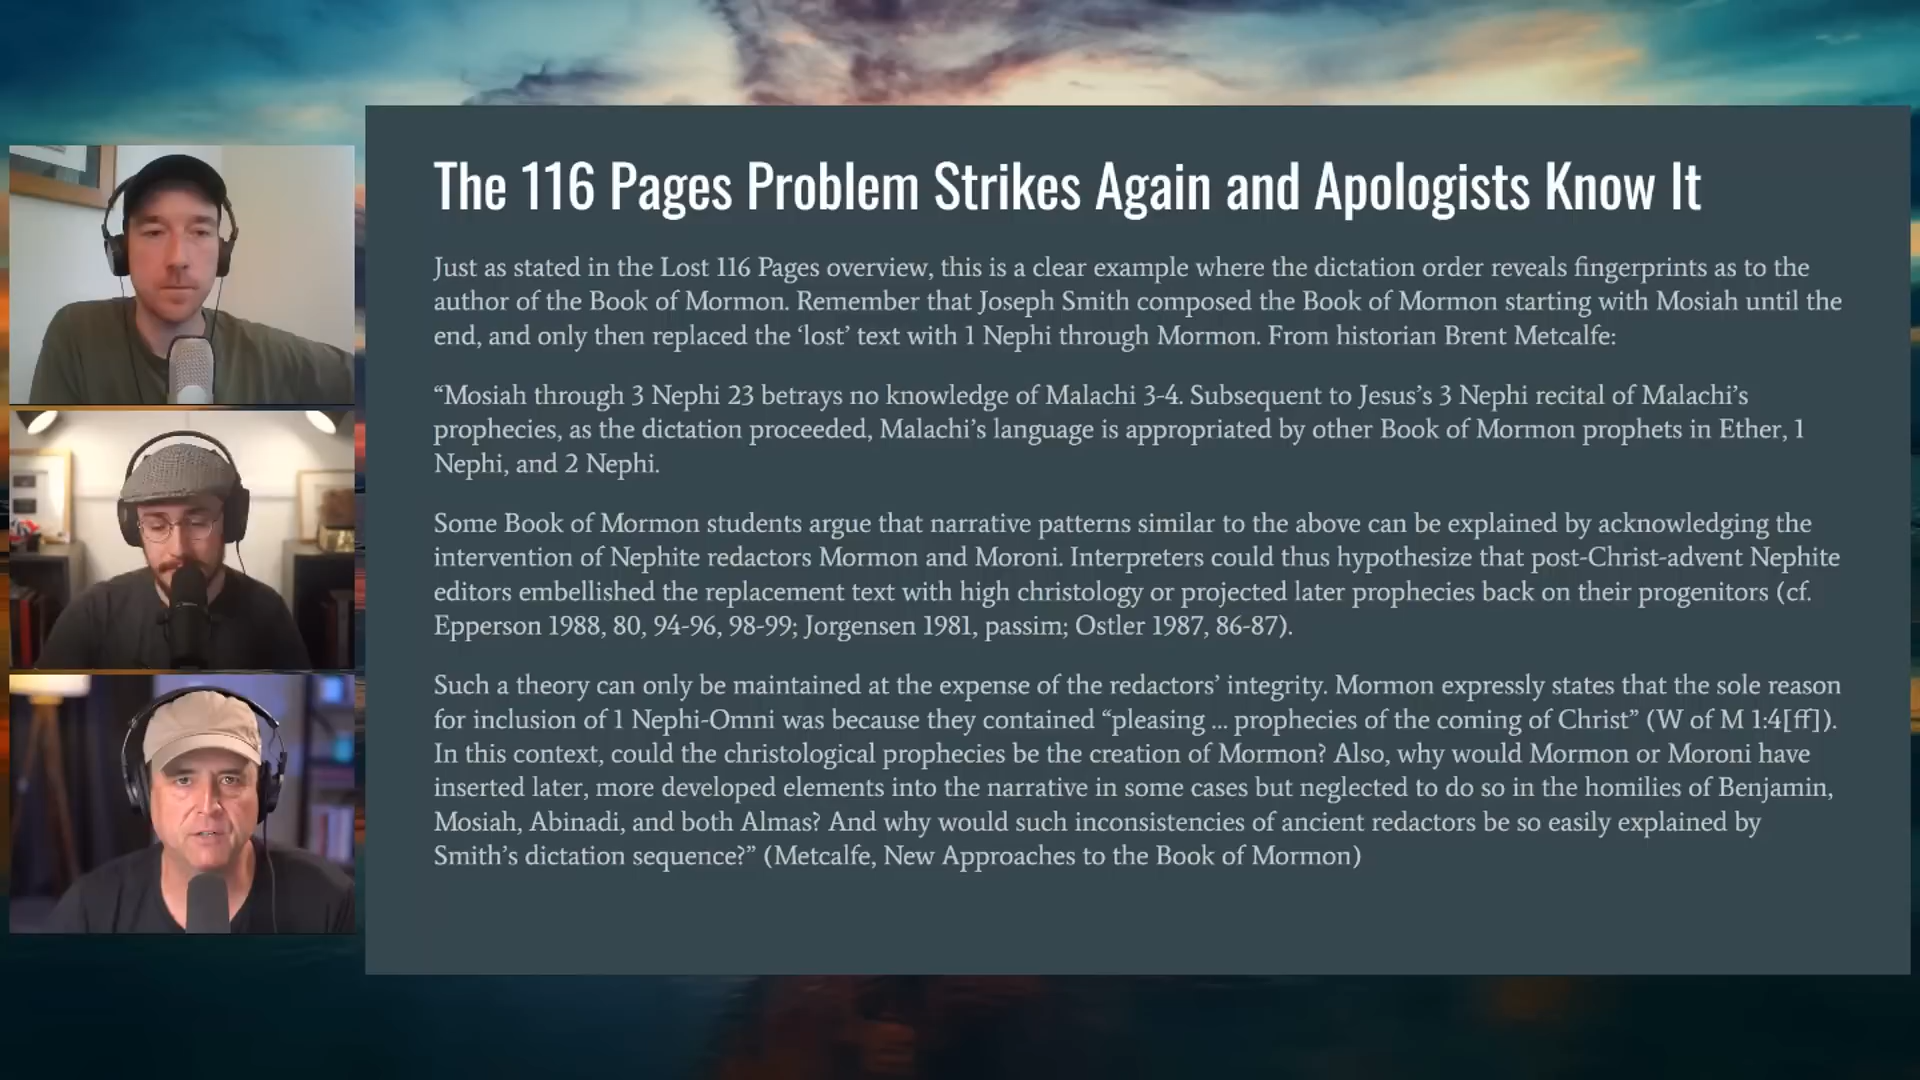 The 116 Pages Problem Strikes Again and Apologists Know It
Just as stated in the Lost 116 Pages overview, this is a clear example where the dictation order reveals fingerprints as to the
author of the Book of Mormon. Remember that Joseph Smith composed the Book of Mormon starting with Mosiah until the
end, and only then replaced the ‘lost’ text with 1 Nephi through Mormon. From historian Brent Metcalfe:
“Mosiah through 3 Nephi 23 betrays no knowledge of Malachi 3-4. Subsequent to Jesus’s 3 Nephi recital of Malachi’s
prophecies, as the dictation proceeded, Malachi’s language is appropriated by other Book of Mormon prophets in Ether, 1
Nephi, and 2 Nephi.
Some Book of Mormon students argue that narrative patterns similar to the above can be explained by acknowledging the
intervention of Nephite redactors Mormon and Moroni. Interpreters could thus hypothesize that post-Christ-advent Nephite
editors embellished the replacement text with high christology or projected later prophecies back on their progenitors (cf.
Epperson 1988, 80, 94-96, 98-99; Jorgensen 1981, passim; Ostler 1987, 86-87).
Such a theory can only be maintained at the expense of the redactors’ integrity. Mormon expressly states that the sole reason
for inclusion of 1 Nephi-Omni was because they contained “pleasing ... prophecies of the coming of Christ” (W of M 1:4[ff]).
In this context, could the christological prophecies be the creation of Mormon? Also, why would Mormon or Moroni have
inserted later, more developed elements into the narrative in some cases but neglected to do so in the homilies of Benjamin,
Mosiah, Abinadi, and both Almas? And why would such inconsistencies of ancient redactors be so easily explained by
Smith’s dictation sequence?” (Metcalfe, New Approaches to the Book of Mormon)